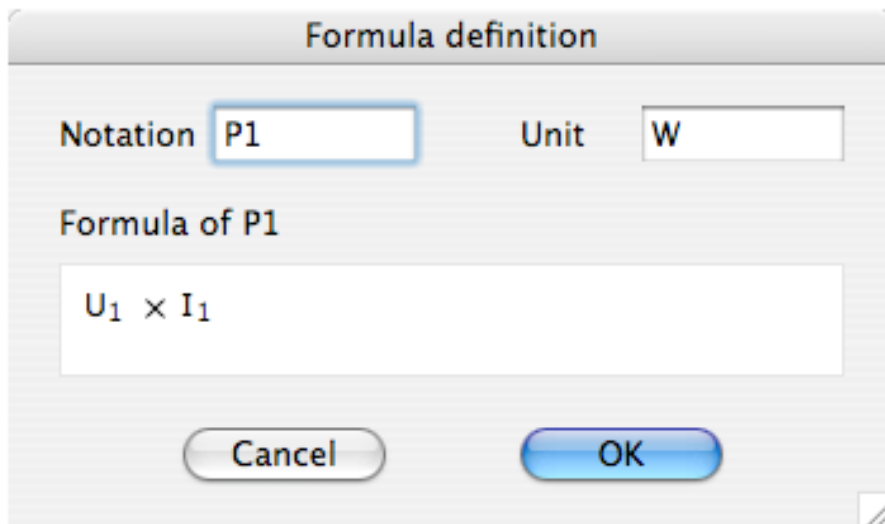 Formula definition
Notation P1 Unit W
Formula of P1
U₁ × I₁
Cancel OK